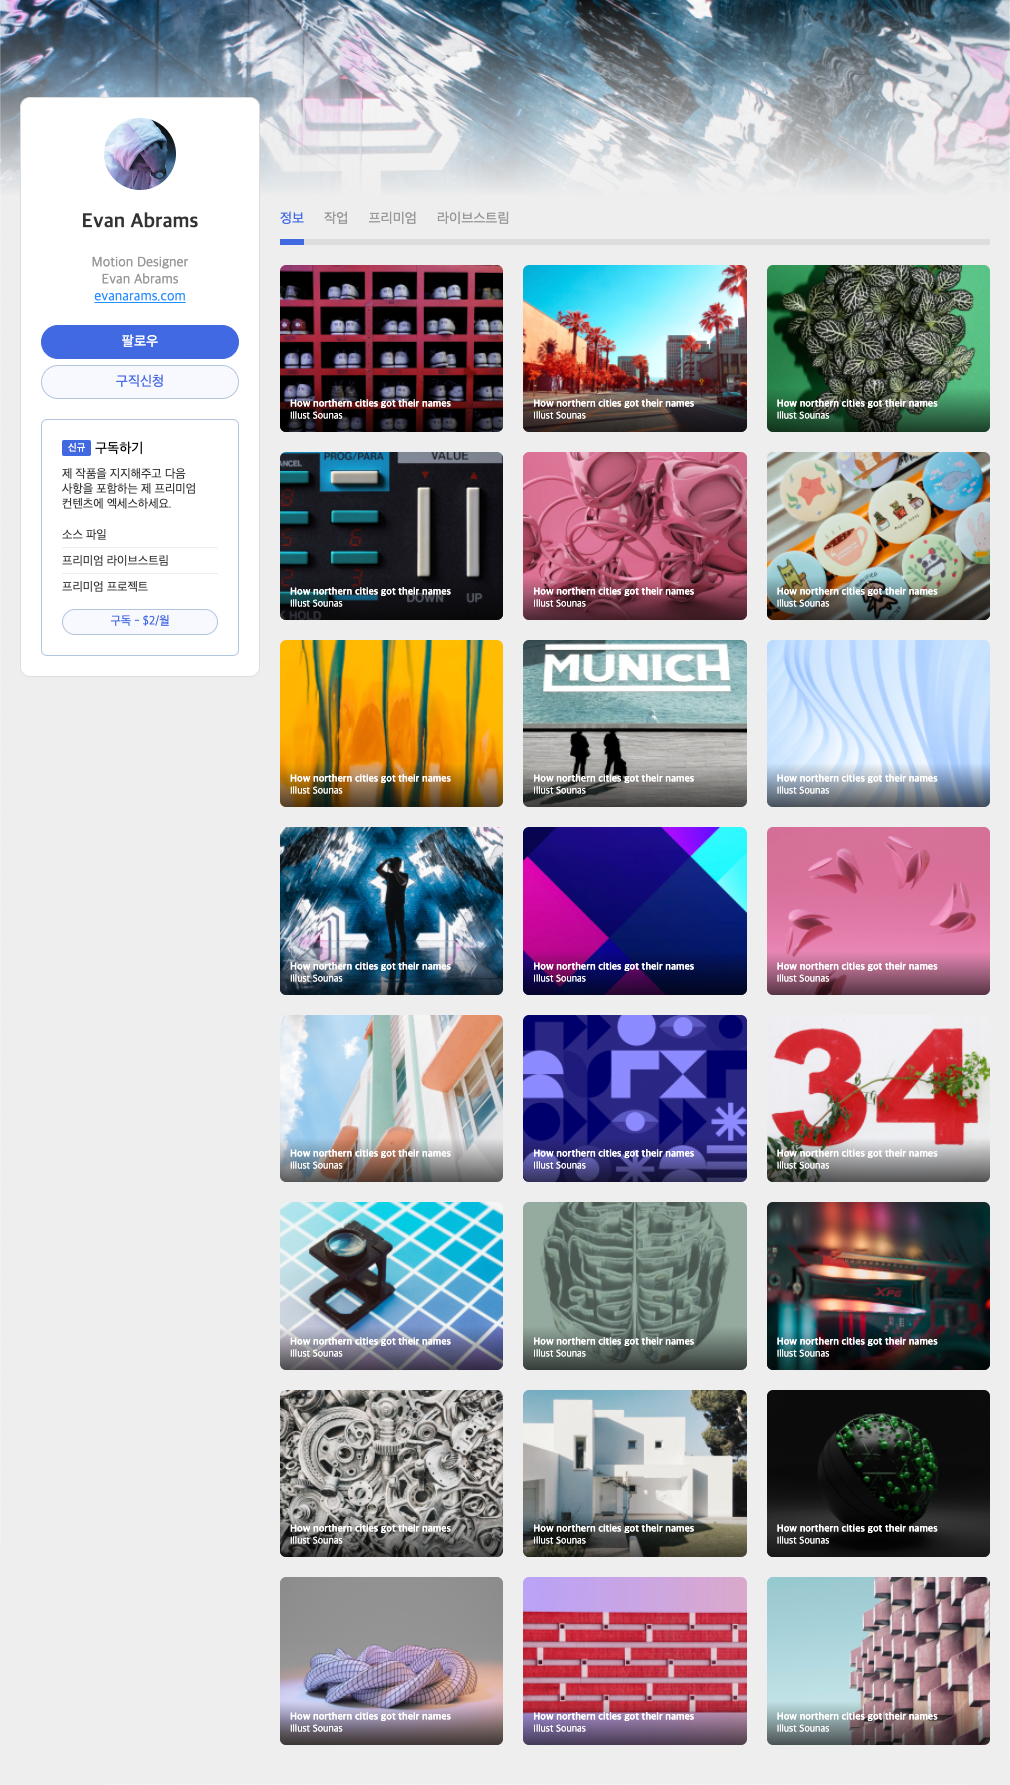 Evan Abrams
Motion Designer
Evan Abrams
evanarams.com
팔로우
구직신청
신규 구독하기
제 작품을 지지해주고 다음
사항을 포함하는 제 프리미엄
컨텐츠에 엑세스하세요.
소스 파일
프리미엄 라이브스트림
프리미엄 프로젝트
구독 - $2/월
정보 작업 프리미엄 라이브스트림
How northern cities got their names
Illust Sounas
How northern cities got their names
Illust Sounas
How northern cities got their names
Illust Sounas
PROG/PARA VALUE
DOWN UP
HOLD
How northern cities got their names
Illust Sounas
How northern cities got their names
Illust Sounas
How northern cities got their names
Illust Sounas
How northern cities got their names
Illust Sounas
MUNICH
How northern cities got their names
Illust Sounas
How northern cities got their names
Illust Sounas
How northern cities got their names
Illust Sounas
How northern cities got their names
Illust Sounas
How northern cities got their names
Illust Sounas
How northern cities got their names
Illust Sounas
How northern cities got their names
Illust Sounas
34
How northern cities got their names
Illust Sounas
How northern cities got their names
Illust Sounas
How northern cities got their names
Illust Sounas
XPG
How northern cities got their names
Illust Sounas
How northern cities got their names
Illust Sounas
How northern cities got their names
Illust Sounas
How northern cities got their names
Illust Sounas
How northern cities got their names
Illust Sounas
How northern cities got their names
Illust Sounas
How northern cities got their names
Illust Sounas